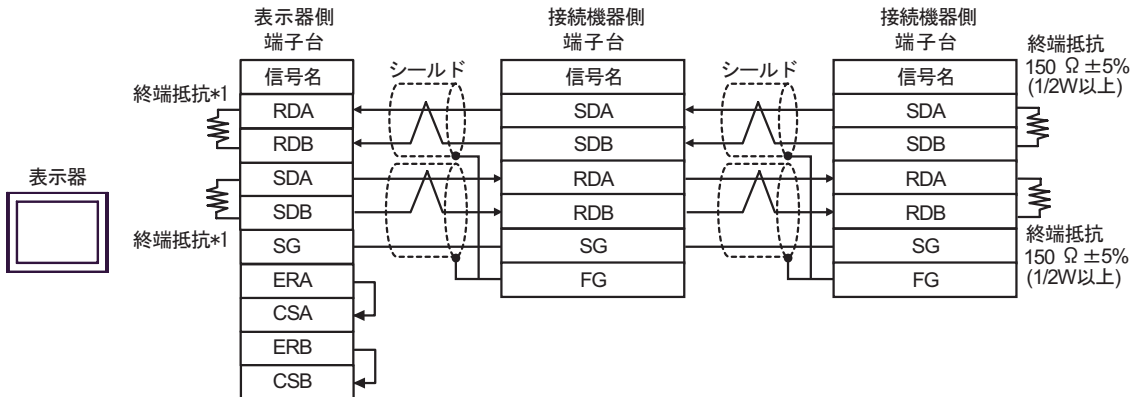 表示器側
端子台
接続機器側
端子台
接続機器側
端子台
終端抵抗
150 Ω ±5%
(1/2W以上)
信号名
シールド
信号名
シールド
信号名
終端抵抗*1
RDA
SDA
SDA
RDB
SDB
SDB
表示器
SDA
RDA
RDA
SDB
RDB
RDB
終端抵抗*1
SG
SG
SG
終端抵抗
150 Ω ±5%
(1/2W以上)
ERA
FG
FG
CSA
ERB
CSB